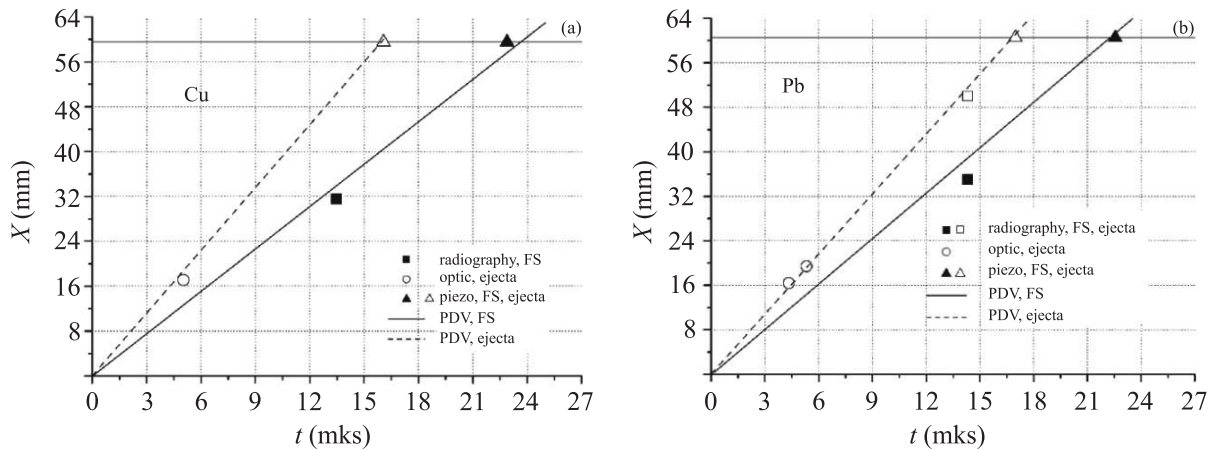 64
(a)
56
Cu
48
40
X (mm)
32
24
radiography, FS
optic, ejecta
16
piezo, FS, ejecta
PDV, FS
8
PDV, ejecta
0 3 6 9 12 15 18 21 24 27
t (mks)
64
(b)
56
Pb
48
40
X (mm)
32
radiography, FS, ejecta
24
optic, ejecta
piezo, FS, ejecta
16
PDV, FS
PDV, ejecta
8
0 3 6 9 12 15 18 21 24 27
t (mks)